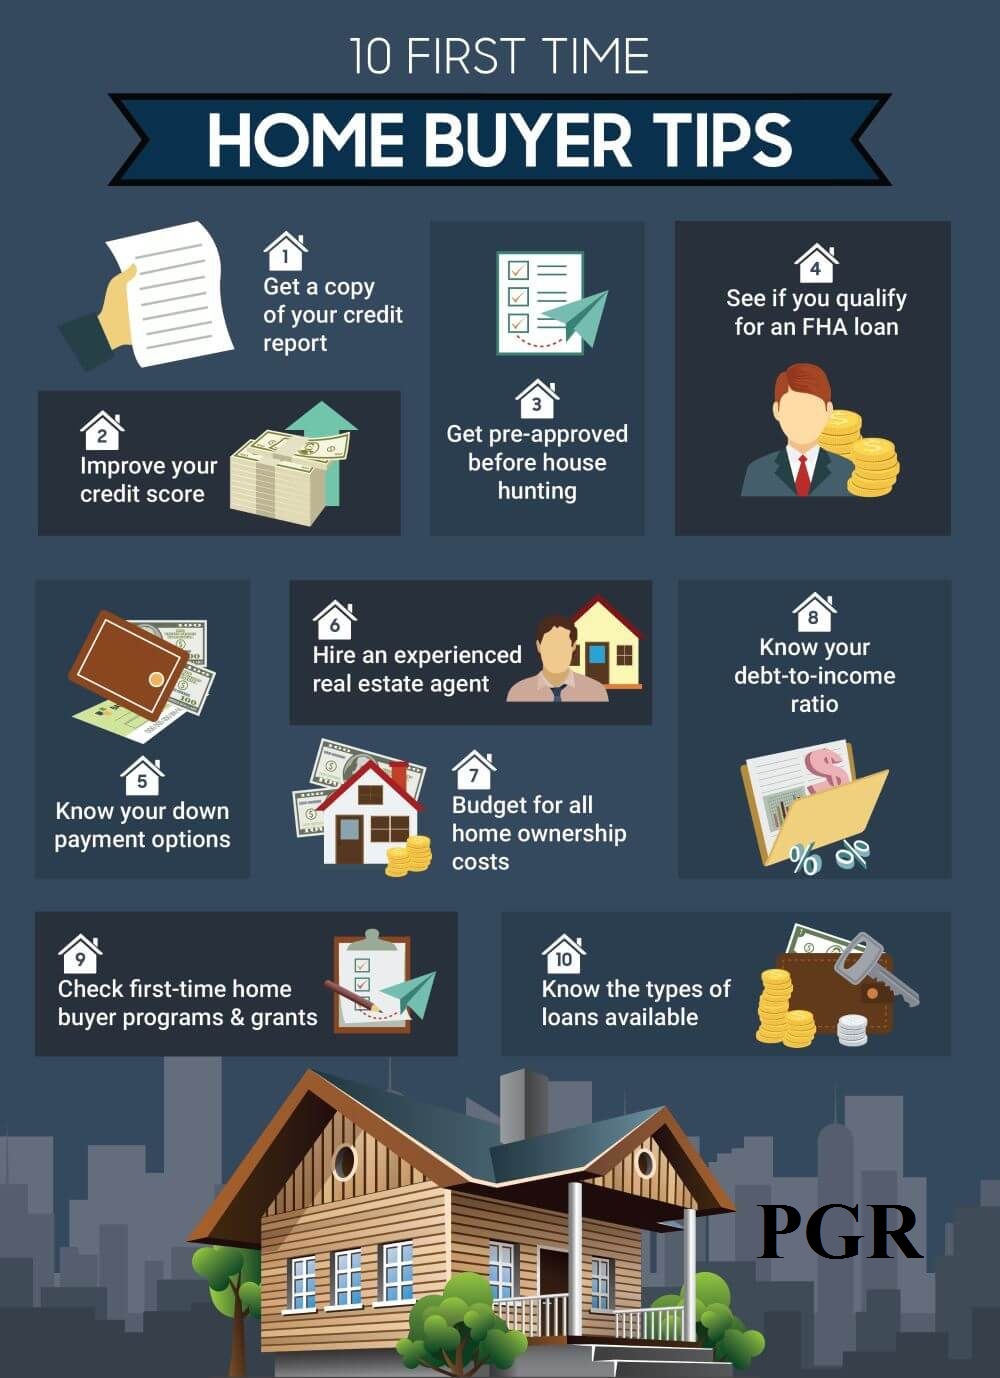 10 FIRST TIME
HOME BUYER TIPS
1
Get a copy
of your credit
report
2
Improve your
credit score
3
Get pre-approved
before house
hunting
4
See if you qualify
for an FHA loan
5
Know your down
payment options
6
Hire an experienced
real estate agent
7
Budget for all
home ownership
costs
8
Know your
debt-to-income
ratio
% %
9
Check first-time home
buyer programs & grants
10
Know the types of
loans available
PGR